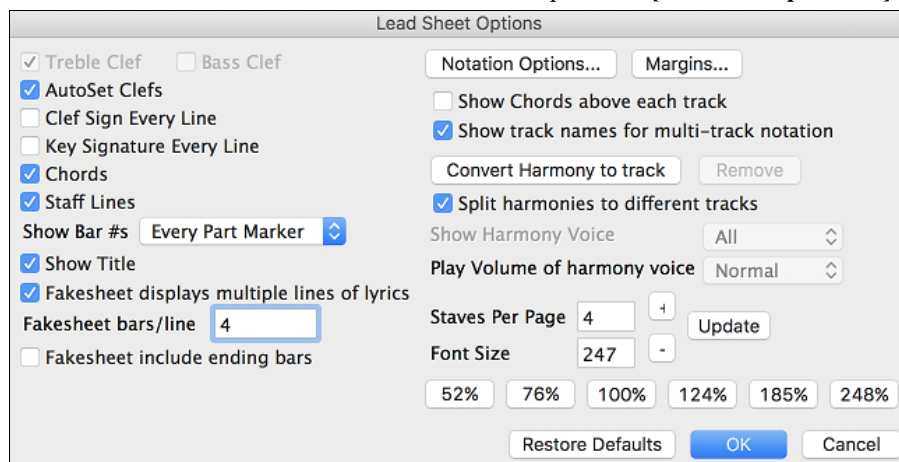 Lead Sheet Options
Treble Clef Bass Clef
AutoSet Clefs
Clef Sign Every Line
Key Signature Every Line
Chords
Staff Lines
Show Bar #s Every Part Marker
Show Title
Fakesheet displays multiple lines of lyrics
Fakesheet bars/line 4
Fakesheet include ending bars
Notation Options... Margins...
Show Chords above each track
Show track names for multi-track notation
Convert Harmony to track Remove
Split harmonies to different tracks
Show Harmony Voice All
Play Volume of harmony voice Normal
Staves Per Page 4 + Update
Font Size 247 -
52% 76% 100% 124% 185% 248%
Restore Defaults OK Cancel